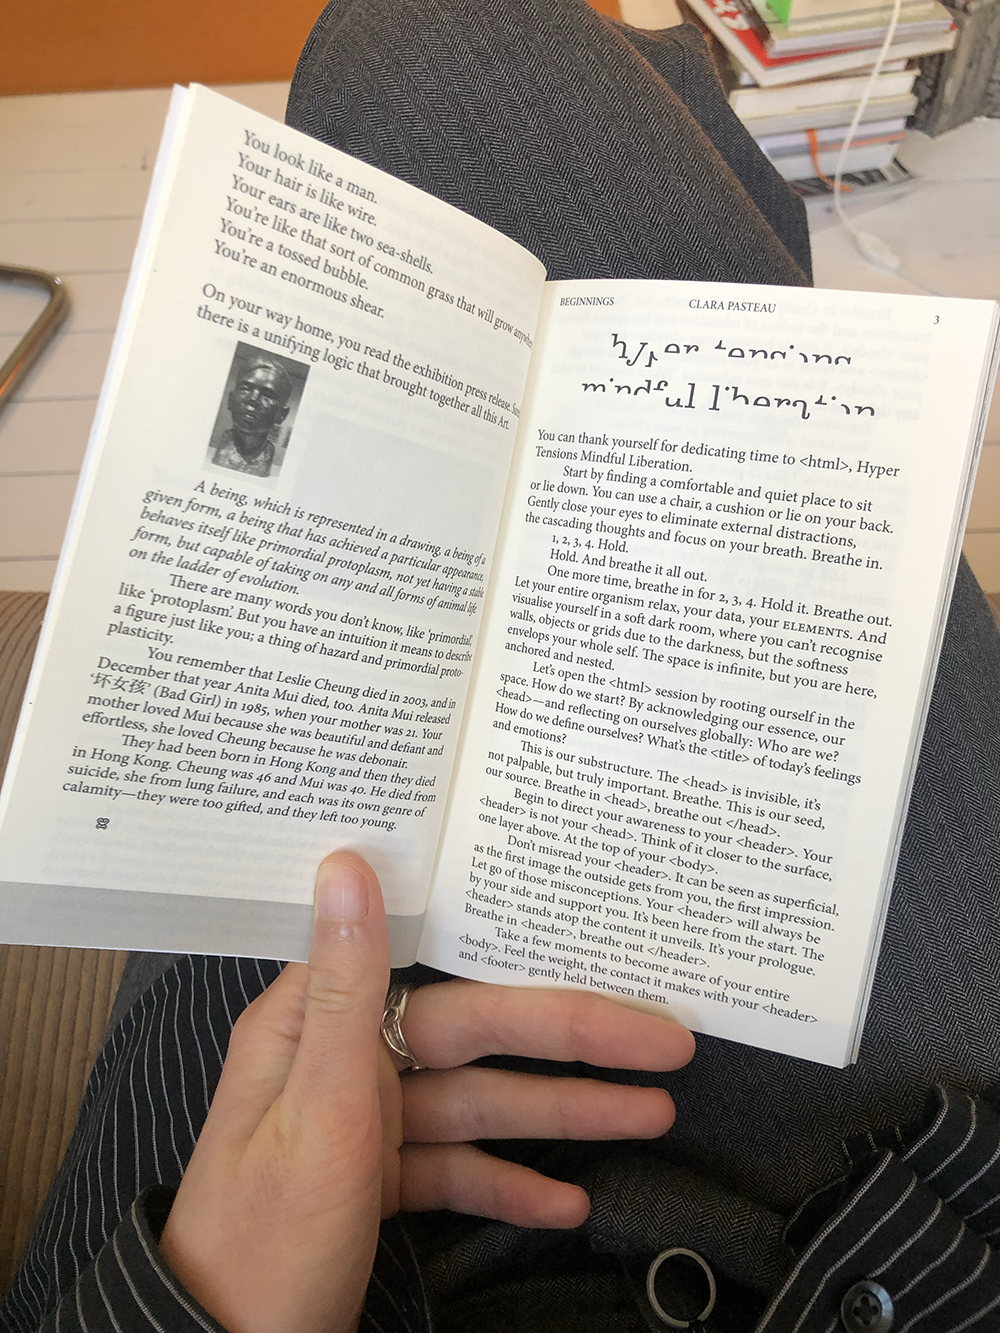 You look like a man.
Your hair is like wire.
Your ears are like two sea-shells.
You're like that sort of common grass that will grow
You're a tossed bubble.
You're an enormous shear.
On your way home, you read the exhibition press release.
there is a unifying logic that brought together all this Art.
A being, which is represented in a drawing, a being of a
given form, a being that has achieved a particular appearance,
behaves itself like primordial protoplasm, not yet having a stable
form, but capable of taking on any and all forms of animal life
on the ladder of evolution.
There are many words you don't know, like 'primordial',
like 'protoplasm'. But you have an intuition it means to describe
a figure just like you; a thing of hazard and primordial proto-
plasticity.
You remember that Leslie Cheung died in 2003, and in
December that year Anita Mui died, too. Anita Mui released
‘坏女孩’ (Bad Girl) in 1985, when your mother was 21. Your
mother loved Mui because she was beautiful and defiant and
effortless, she loved Cheung because he was debonair.
They had been born in Hong Kong and then they died
in Hong Kong. Cheung was 46 and Mui was 40. He died from
suicide, she from lung failure, and each was its own genre of
calamity—they were too gifted, and they left too young.
BEGINNINGS CLARA PASTEAU 3
You can thank yourself for dedicating time to <html>, Hyper
Tensions Mindful Liberation.
Start by finding a comfortable and quiet place to sit
or lie down. You can use a chair, a cushion or lie on your back.
Gently close your eyes to eliminate external distractions,
the cascading thoughts and focus on your breath. Breathe in.
1, 2, 3, 4. Hold.
Hold. And breathe it all out.
One more time, breathe in for 2, 3, 4. Hold it. Breathe out.
Let your entire organism relax, your data, your ELEMENTS. And
visualise yourself in a soft dark room, where you can't recognise
walls, objects or grids due to the darkness, but the softness
envelops your whole self. The space is infinite, but you are here,
anchored and nested.
Let's open the <html> session by rooting ourself in the
space. How do we start? By acknowledging our essence, our
<head>—and reflecting on ourselves globally: Who are we?
How do we define ourselves? What's the <title> of today's feelings
and emotions?
This is our substructure. The <head> is invisible, it's
not palpable, but truly important. Breathe. This is our seed,
our source. Breathe in <head>, breathe out </head>.
Begin to direct your awareness to your <header>. Your
<header> is not your <head>. Think of it closer to the surface,
one layer above. At the top of your <body>.
Don't misread your <header>. It can be seen as superficial,
as the first image the outside gets from you, the first impression.
Let go of those misconceptions. Your <header> will always be
by your side and support you. It's been here from the start. The
<header> stands atop the content it unveils. It's your prologue.
Breathe in <header>, breathe out </header>.
Take a few moments to become aware of your entire
<body>. Feel the weight, the contact it makes with your <header>
and <footer> gently held between them.